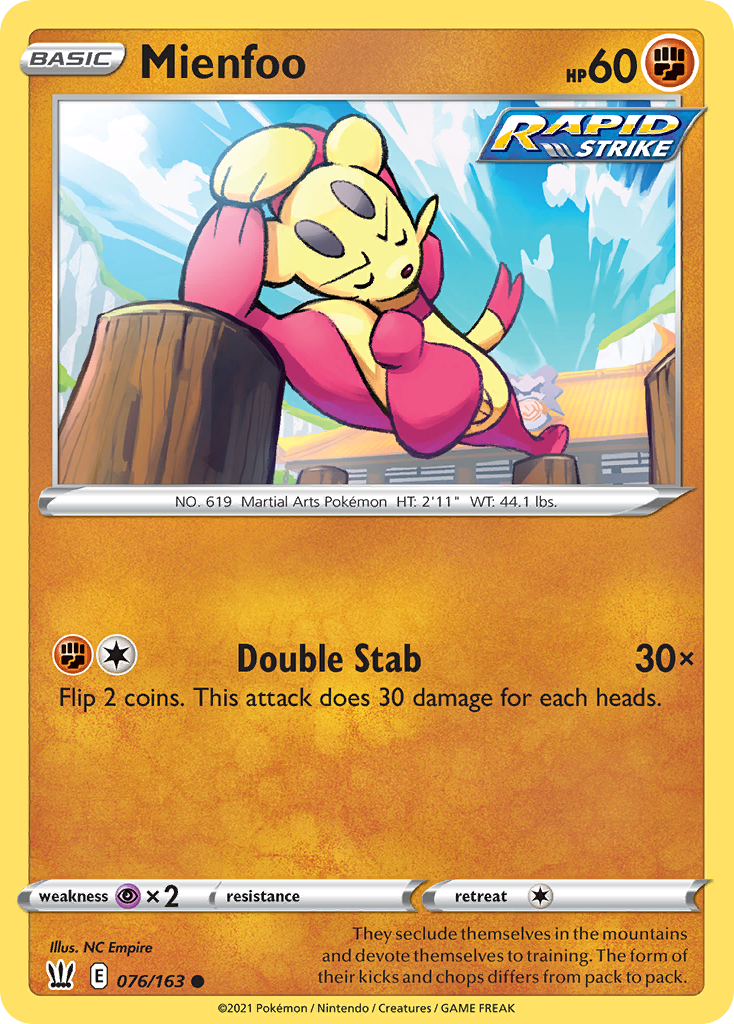 BASIC
Mienfoo
HP60
RAPID
STRIKE
NO. 619 Martial Arts Pokémon HT: 2'11" WT: 44.1 lbs.
Double Stab 30×
Flip 2 coins. This attack does 30 damage for each heads.
weakness ×2 resistance retreat
Illus. NC Empire
They seclude themselves in the mountains
and devote themselves to training. The form of
their kicks and chops differs from pack to pack.
E 076/163
©2021 Pokémon / Nintendo / Creatures / GAME FREAK